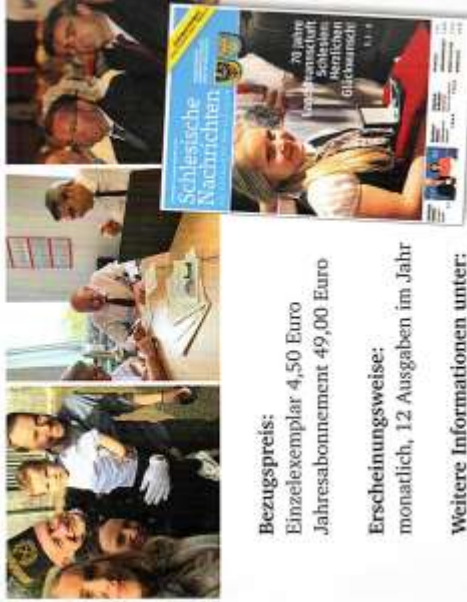 Schlesische
Nachrichten
70 Jahre
Landsmannschaft
Schlesien:
Herzlichen
Glückwunsch!
Bezugspreis:
Einzelexemplar 4,50 Euro
Jahresabonnement 49,00 Euro
Erscheinungsweise:
monatlich, 12 Ausgaben im Jahr
Weitere Informationen unter: